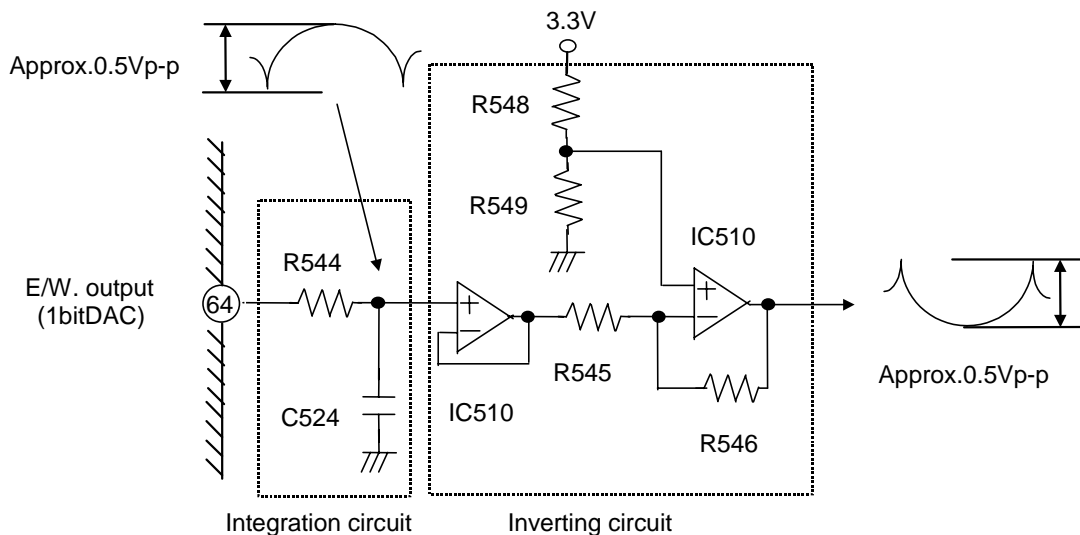 3.3V
Approx.0.5Vp-p
R548
R549
IC510
R544
E/W. output
(1bitDAC)
64
+
−
+
−
R545
Approx.0.5Vp-p
C524
IC510
R546
Integration circuit
Inverting circuit